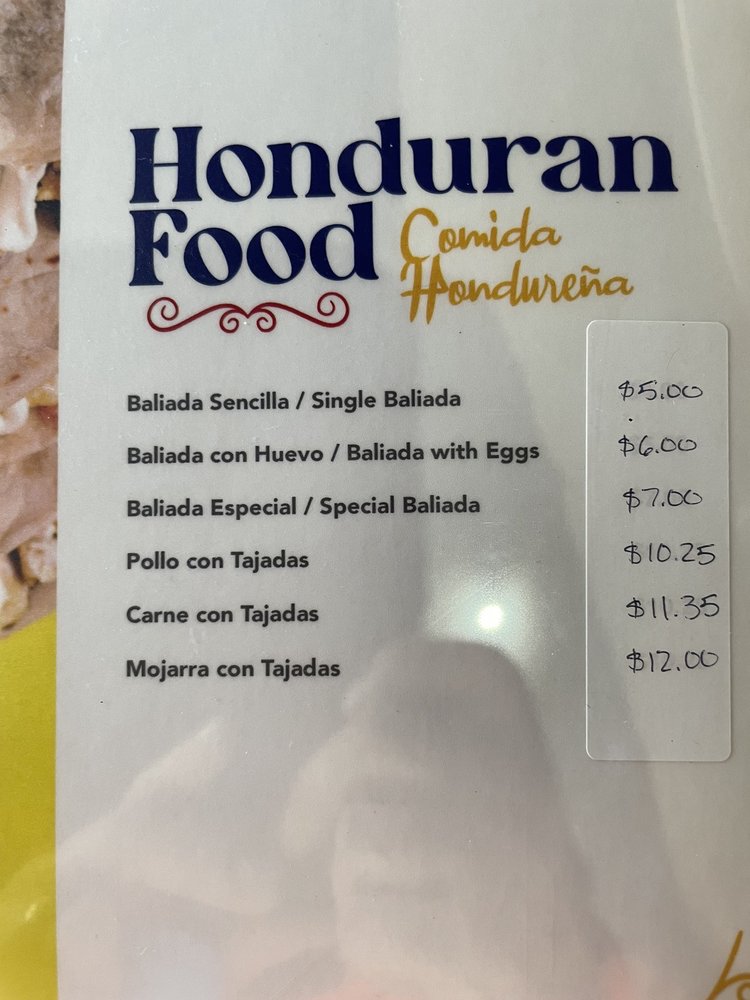 Honduran
Food Comida
Hondureña
Baliada Sencilla / Single Baliada $5.00
Baliada con Huevo / Baliada with Eggs $6.00
Baliada Especial / Special Baliada $7.00
Pollo con Tajadas $10.25
Carne con Tajadas $11.35
Mojarra con Tajadas $12.00